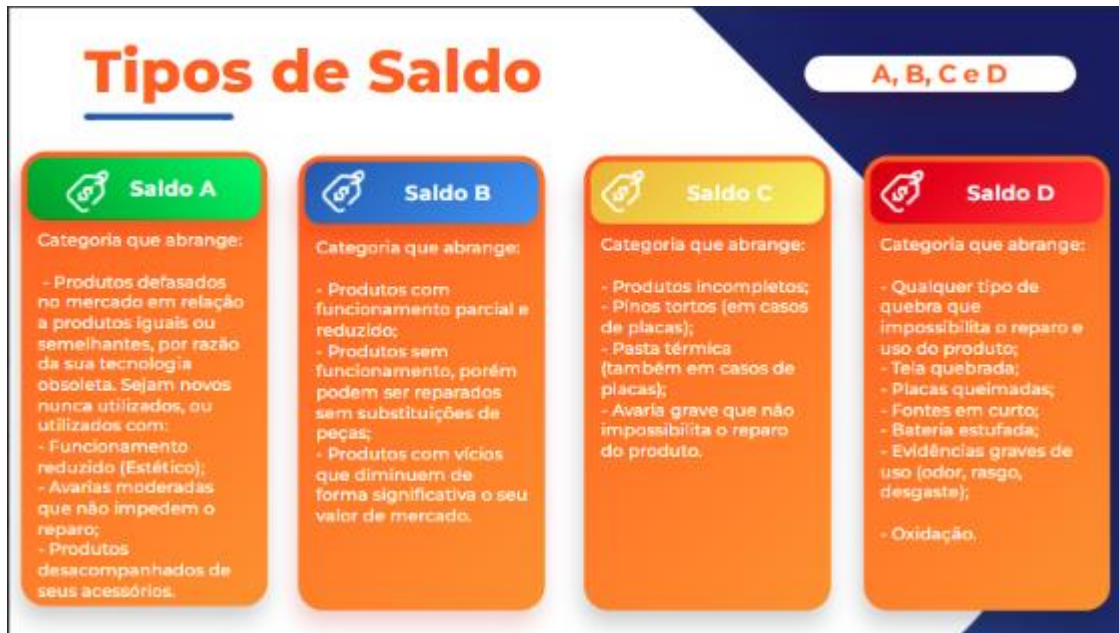 Tipos de Saldo
A, B, C e D
Saldo A
Categoria que abrange:
- Produtos defasados
no mercado em relação
a produtos iguais ou
semelhantes, por razão
da sua tecnologia
obsoleta. Sejam novos
nunca utilizados, ou
utilizados com:
- Funcionamento
reduzido (Estético);
- Avarias moderadas
que não impedem o
reparo;
- Produtos
desacompanhados de
seus acessórios.
Saldo B
Categoria que abrange:
- Produtos com
funcionamento parcial e
reduzido;
- Produtos sem
funcionamento, porém
podem ser reparados
sem substituições de
peças;
- Produtos com vícios
que diminuem de
forma significativa o seu
valor de mercado.
Saldo C
Categoria que abrange:
- Produtos incompletos;
- Pinos tortos (em casos
de placas);
- Pasta térmica
(também em casos de
placas);
- Avaria grave que não
impossibilita o reparo
do produto.
Saldo D
Categoria que abrange:
- Qualquer tipo de
quebra que
impossibilita o reparo e
uso do produto;
- Tela quebrada;
- Placas queimadas;
- Fontes em curto;
- Bateria estufada;
- Evidências graves de
uso (odor, rasgo,
desgaste);
- Oxidação.